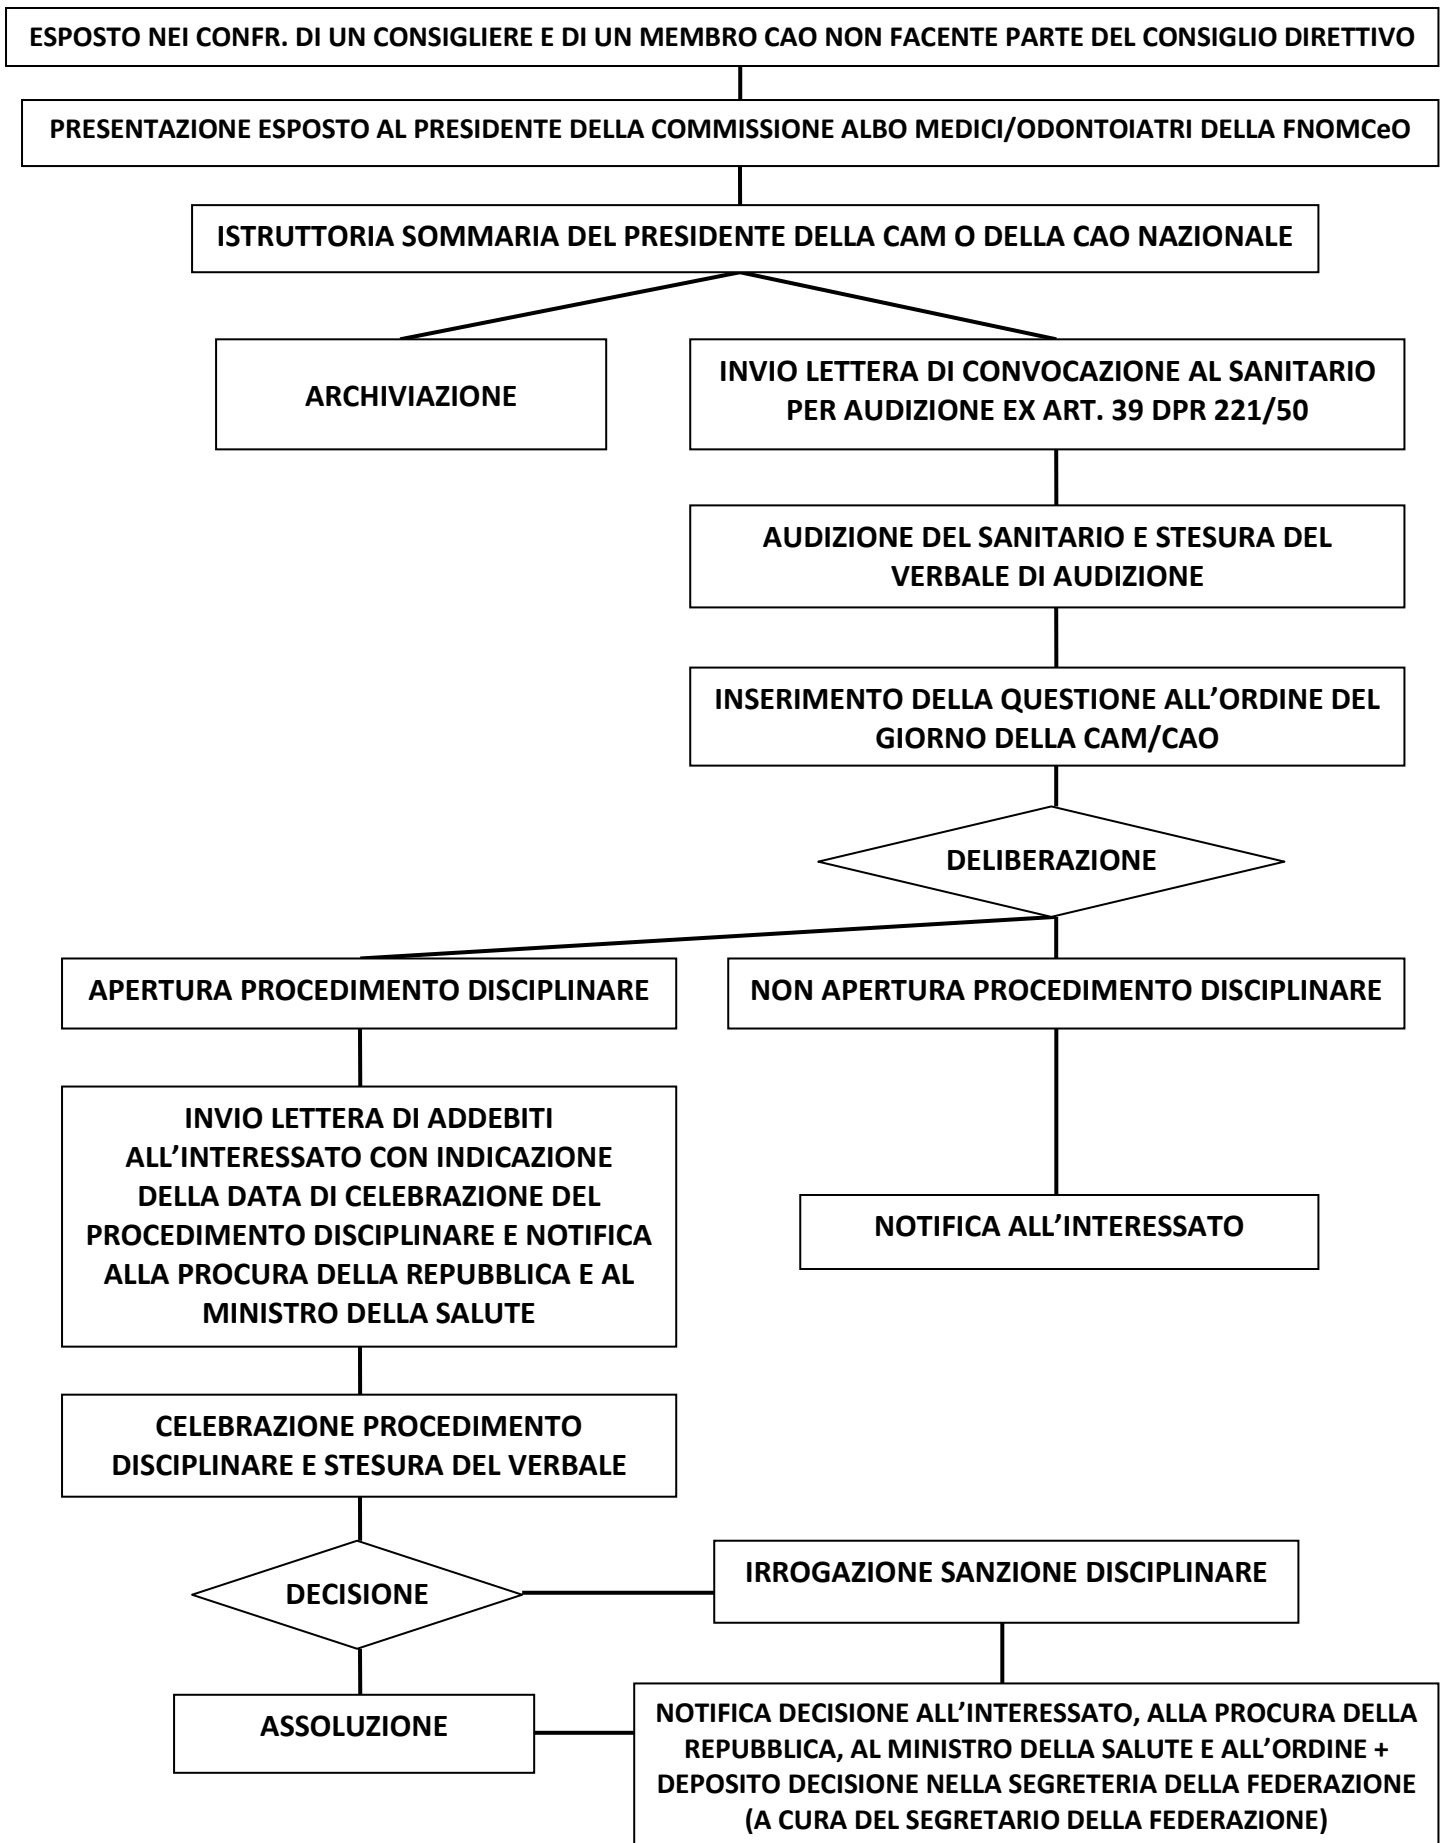 ESPOSTO NEI CONFR. DI UN CONSIGLIERE E DI UN MEMBRO CAO NON FACENTE PARTE DEL CONSIGLIO DIRETTIVO
PRESENTAZIONE ESPOSTO AL PRESIDENTE DELLA COMMISSIONE ALBO MEDICI/ODONTOIATRI DELLA FNOMCeO
ISTRUTTORIA SOMMARIA DEL PRESIDENTE DELLA CAM O DELLA CAO NAZIONALE
ARCHIVIAZIONE
INVIO LETTERA DI CONVOCAZIONE AL SANITARIO
PER AUDIZIONE EX ART. 39 DPR 221/50
AUDIZIONE DEL SANITARIO E STESURA DEL
VERBALE DI AUDIZIONE
INSERIMENTO DELLA QUESTIONE ALL’ORDINE DEL
GIORNO DELLA CAM/CAO
DELIBERAZIONE
APERTURA PROCEDIMENTO DISCIPLINARE
NON APERTURA PROCEDIMENTO DISCIPLINARE
INVIO LETTERA DI ADDEBITI
ALL’INTERESSATO CON INDICAZIONE
DELLA DATA DI CELEBRAZIONE DEL
PROCEDIMENTO DISCIPLINARE E NOTIFICA
ALLA PROCURA DELLA REPUBBLICA E AL
MINISTRO DELLA SALUTE
NOTIFICA ALL’INTERESSATO
CELEBRAZIONE PROCEDIMENTO
DISCIPLINARE E STESURA DEL VERBALE
DECISIONE
IRROGAZIONE SANZIONE DISCIPLINARE
ASSOLUZIONE
NOTIFICA DECISIONE ALL’INTERESSATO, ALLA PROCURA DELLA
REPUBBLICA, AL MINISTRO DELLA SALUTE E ALL’ORDINE +
DEPOSITO DECISIONE NELLA SEGRETERIA DELLA FEDERAZIONE
(A CURA DEL SEGRETARIO DELLA FEDERAZIONE)